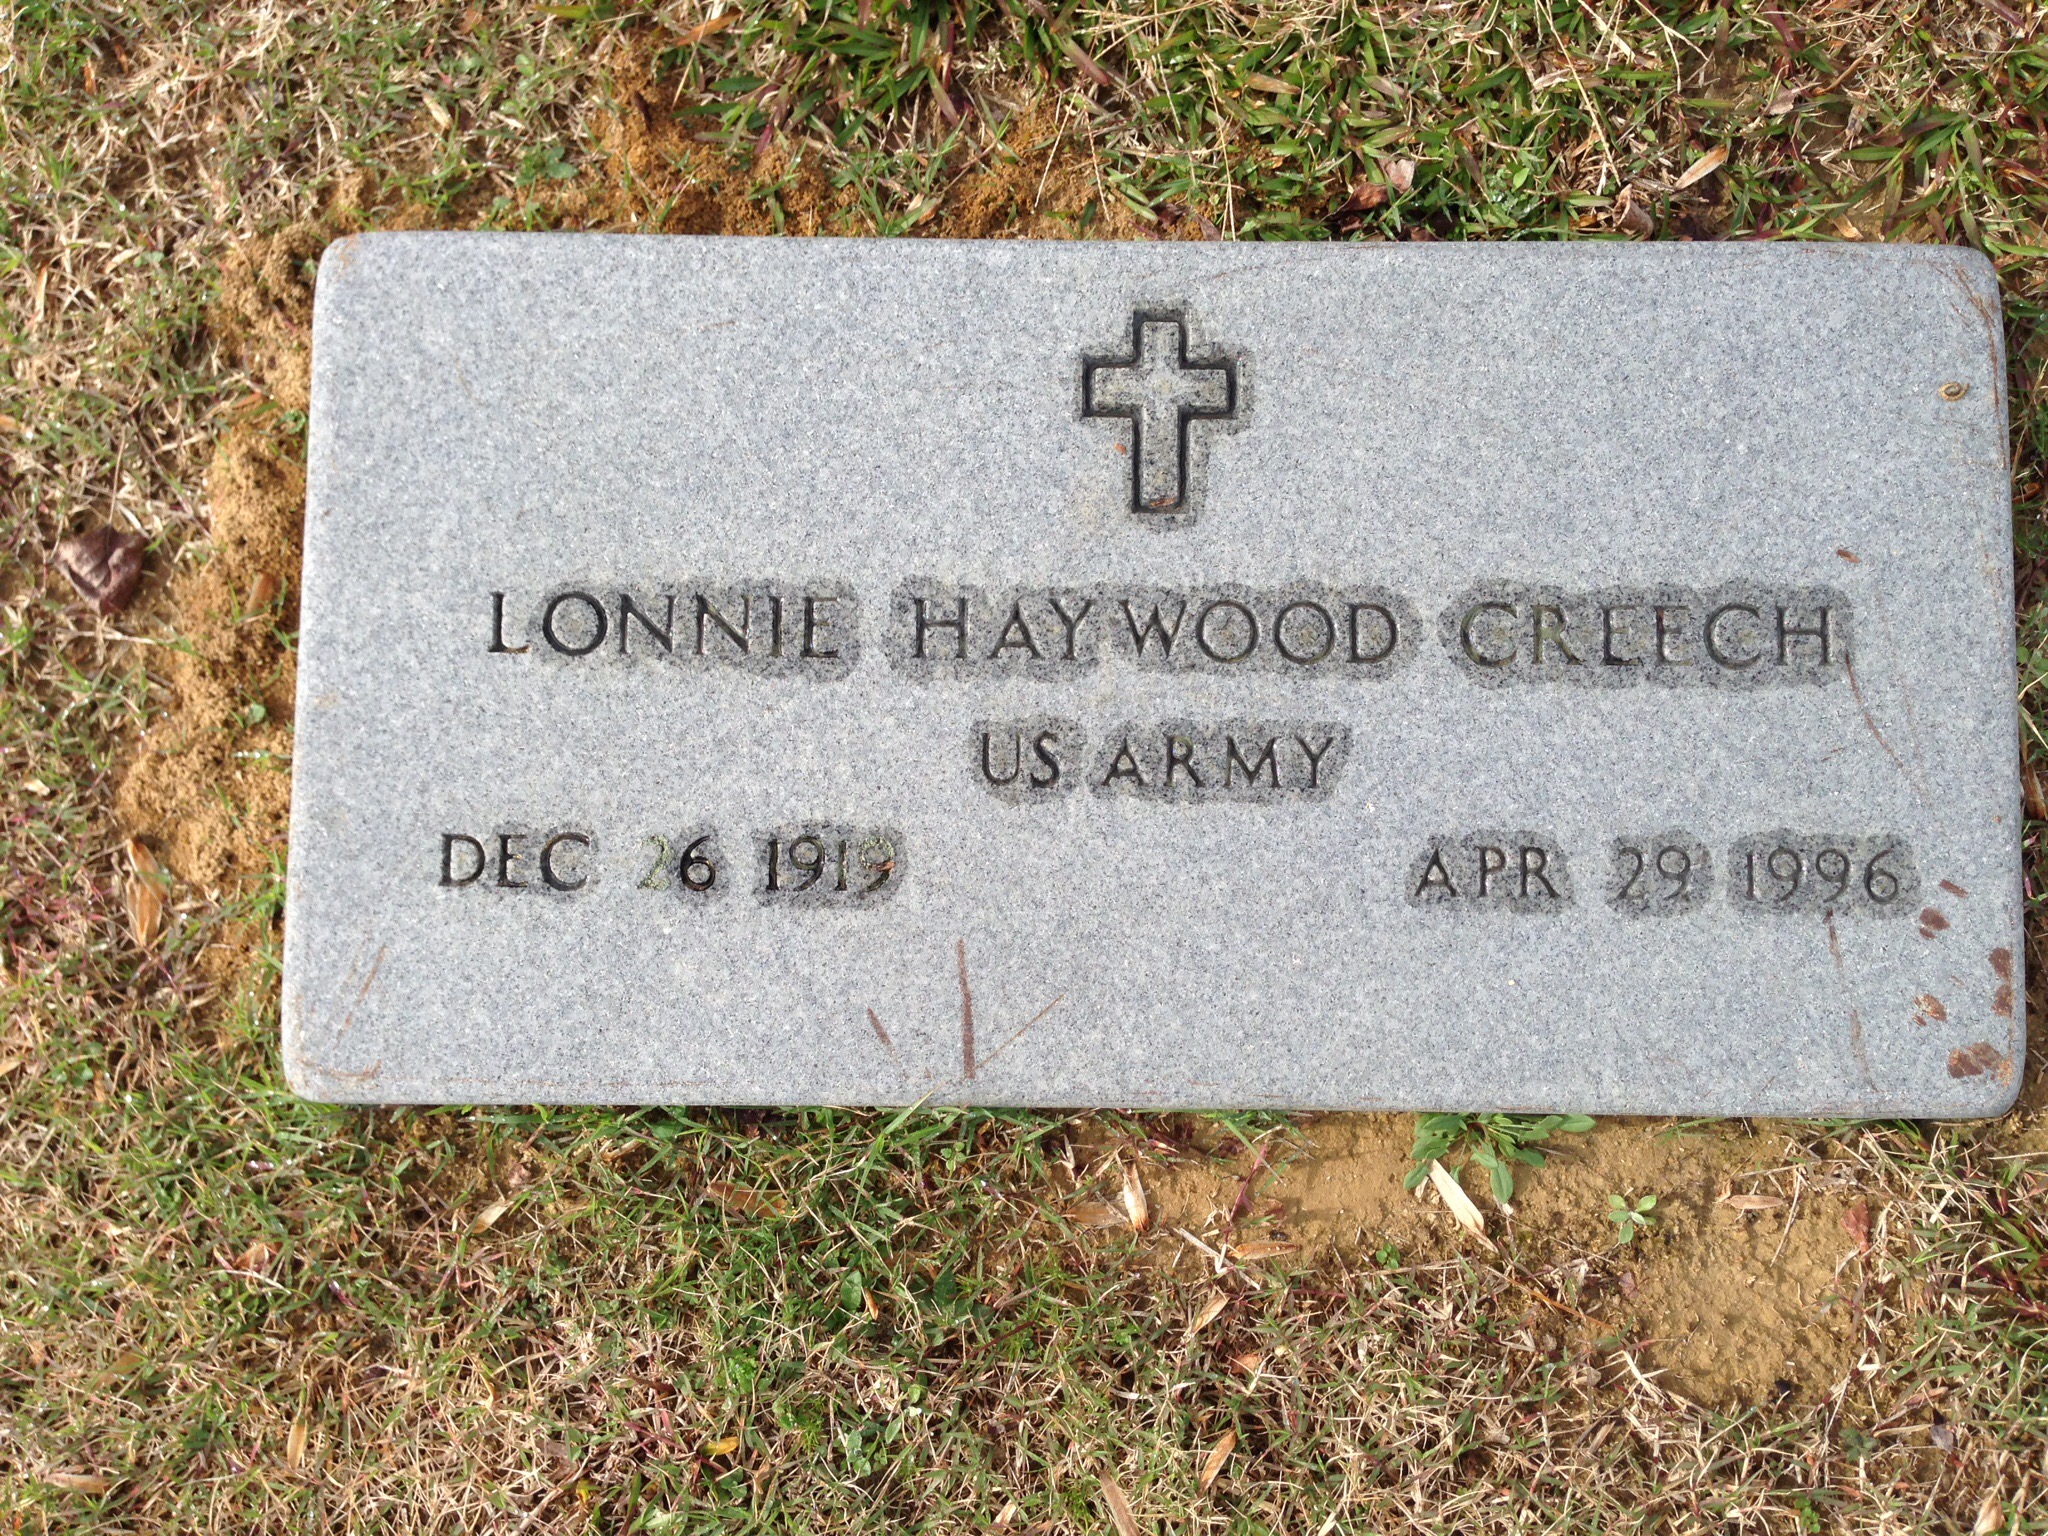 LONNIE HAYWOOD CREECH
US ARMY
DEC 26 1919 APR 29 1996